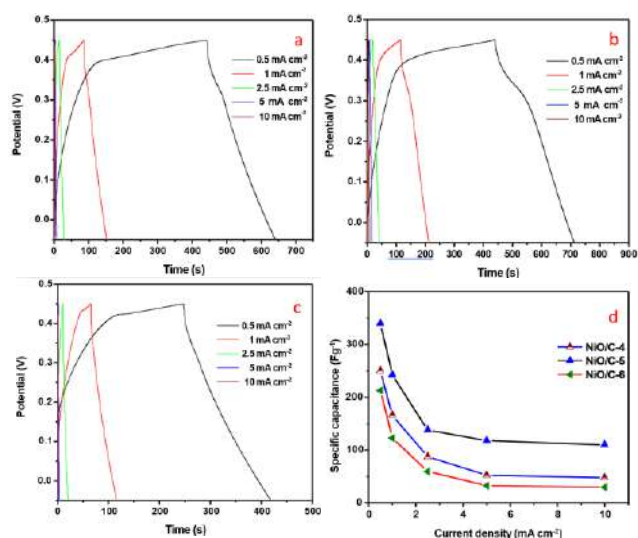 0.5
0.4
0.3
0.2
0.1
0.0
Potential (V)
a
0.5 mA cm⁻²
1 mA cm⁻²
2.5 mA cm⁻²
5 mA cm⁻²
10 mA cm⁻²
0 100 200 300 400 500 600 700
Time (s)
0.5
0.4
0.3
0.2
0.1
0.0
Potential (V)
b
0.5 mA cm⁻²
1 mA cm⁻²
2.5 mA cm⁻²
5 mA cm⁻²
10 mA cm⁻²
0 100 200 300 400 500 600 700 800 900
Time (s)
0.5
0.4
0.3
0.2
0.1
0.0
Potential (V)
c
0.5 mA cm⁻²
1 mA cm⁻²
2.5 mA cm⁻²
5 mA cm⁻²
10 mA cm⁻²
0 100 200 300 400 500
Time (s)
400
300
200
100
0
Specific capacitance (Fg⁻¹)
d
NiO/C-4
NiO/C-5
NiO/C-6
0 2 4 6 8 10
Current density (mA cm⁻²)